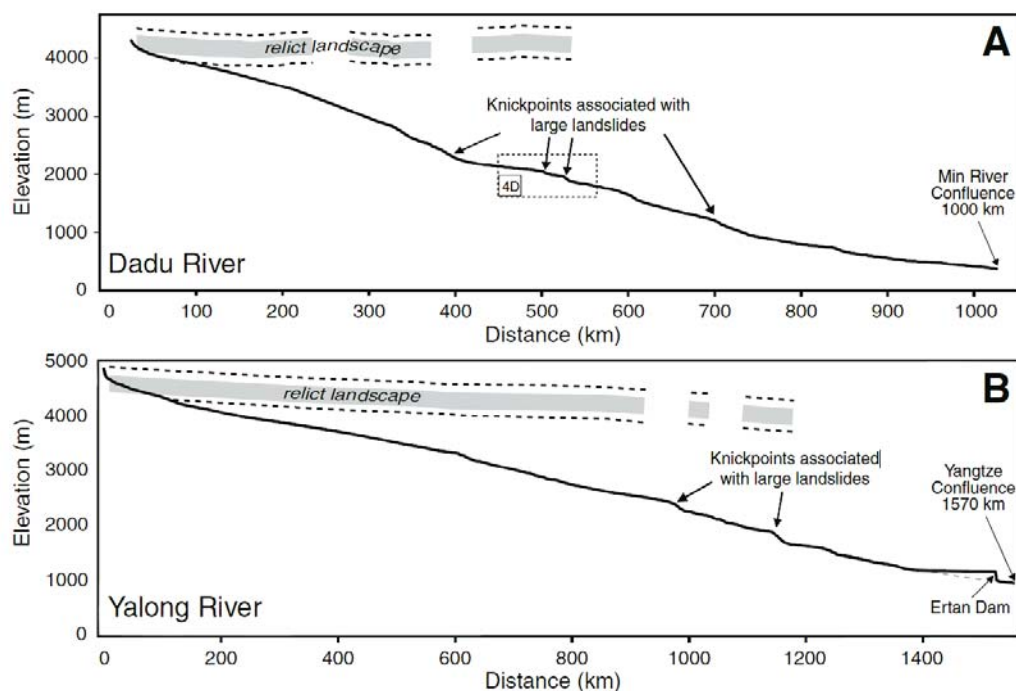 A
relict landscape
Knickpoints associated with
large landslides
4D
Min River
Confluence
1000 km
Elevation (m)
4000
3000
2000
1000
0
Dadu River
0
100
200
300
400
500
600
700
800
900
1000
Distance (km)
B
relict landscape
Knickpoints associated
with large landslides
Yangtze
Confluence
1570 km
Ertan Dam
Elevation (m)
5000
4000
3000
2000
1000
0
Yalong River
0
200
400
600
800
1000
1200
1400
Distance (km)